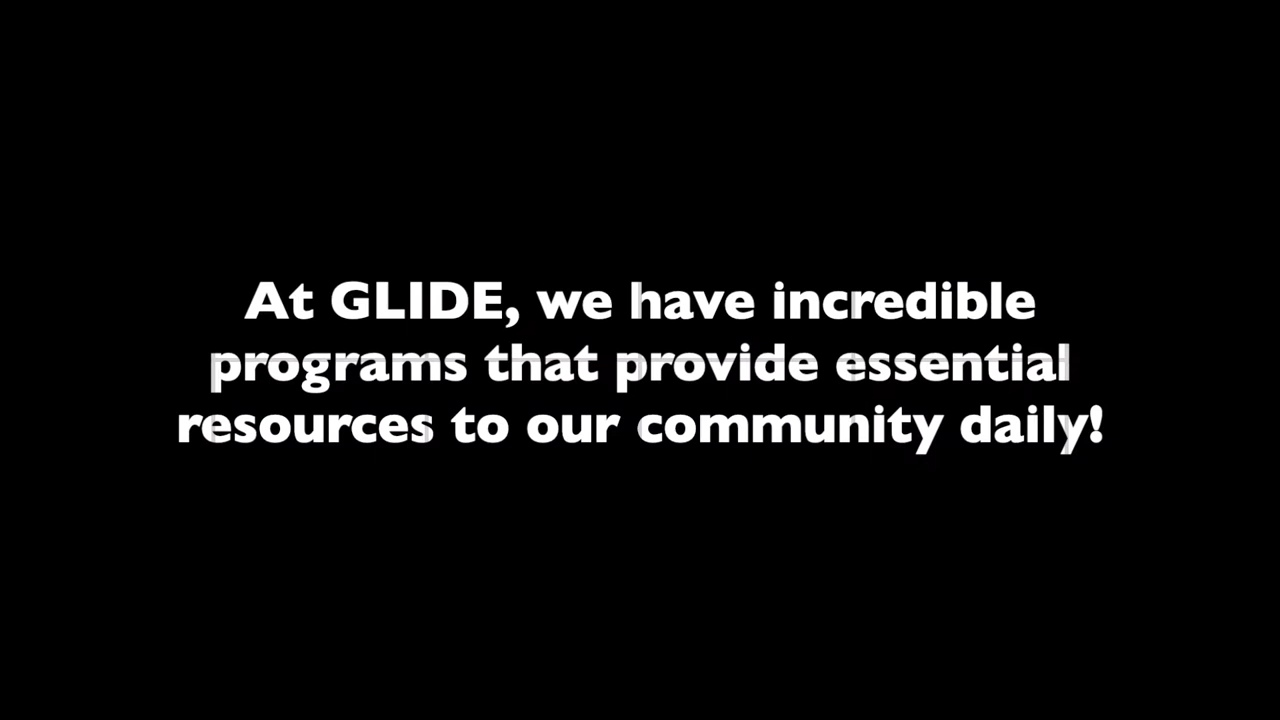 At GLIDE, we have incredible
programs that provide essential
resources to our community daily!